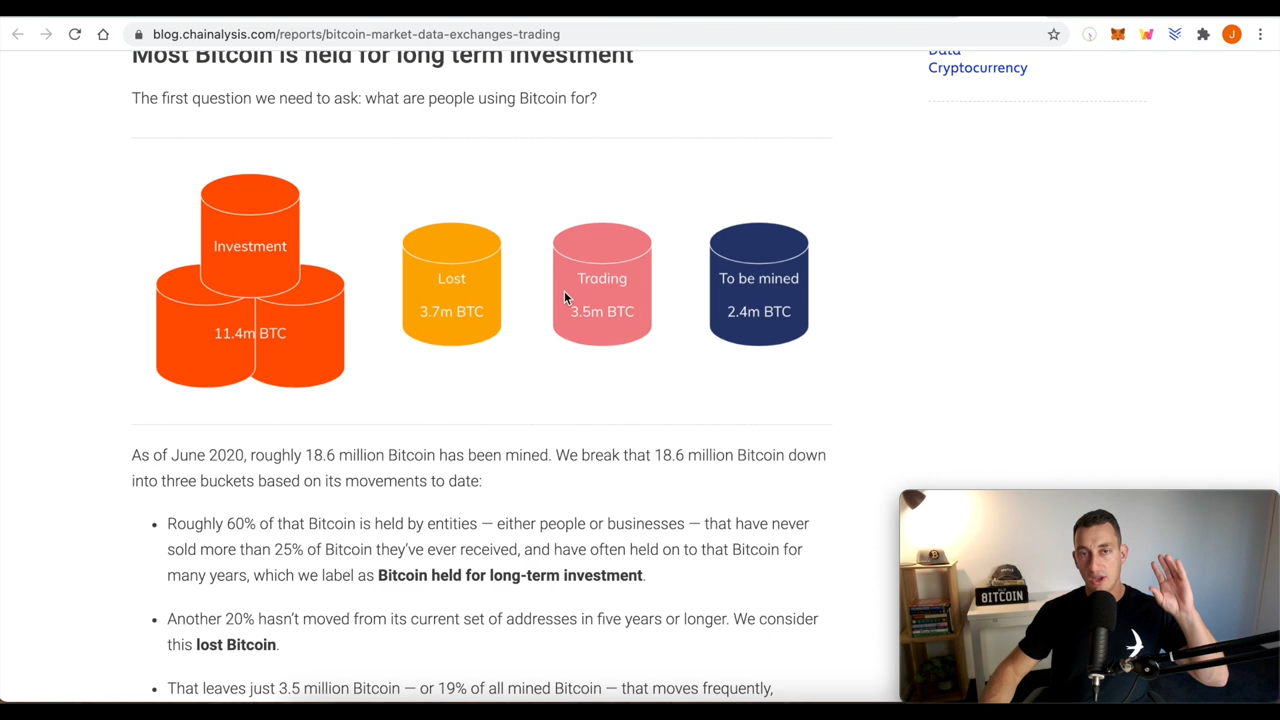 blog.chainalysis.com/reports/bitcoin-market-data-exchanges-trading
J
Most Bitcoin is held for long term investment
Data
Cryptocurrency
The first question we need to ask: what are people using Bitcoin for?
Investment
11.4m BTC
Lost
3.7m BTC
Trading
3.5m BTC
To be mined
2.4m BTC
As of June 2020, roughly 18.6 million Bitcoin has been mined. We break that 18.6 million Bitcoin down
into three buckets based on its movements to date:
• Roughly 60% of that Bitcoin is held by entities — either people or businesses — that have never
sold more than 25% of Bitcoin they’ve ever received, and have often held on to that Bitcoin for
many years, which we label as Bitcoin held for long-term investment.
• Another 20% hasn’t moved from its current set of addresses in five years or longer. We consider
this lost Bitcoin.
• That leaves just 3.5 million Bitcoin — or 19% of all mined Bitcoin — that moves frequently,
BITCOIN